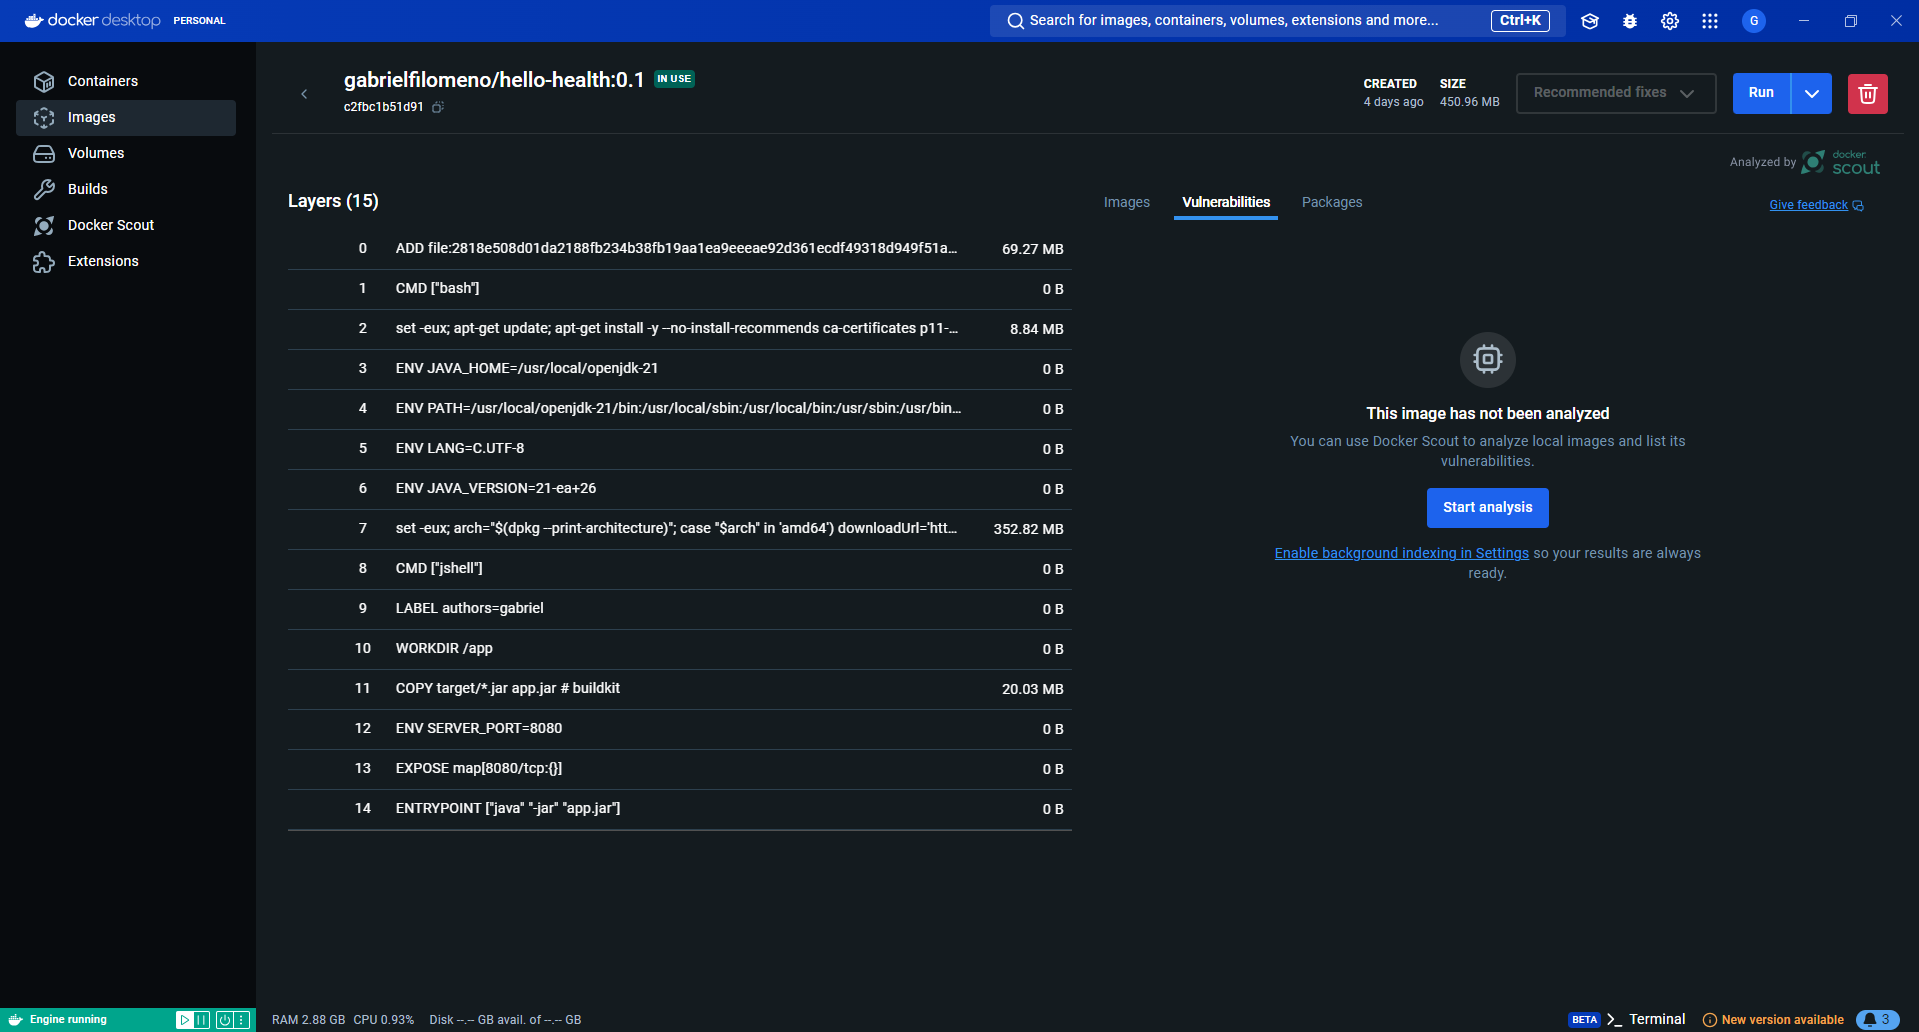 docker desktop PERSONAL
Search for images, containers, volumes, extensions and more... Ctrl+K
G
Containers
Images
Volumes
Builds
Docker Scout
Extensions
gabrielfilomeno/hello-health:0.1 IN USE
c2fbc1b51d91
CREATED
4 days ago
SIZE
450.96 MB
Recommended fixes
Run
Analyzed by docker scout
Layers (15)
Images Vulnerabilities Packages
Give feedback
0 ADD file:2818e508d01da2188fb234b38fb19aa1ea9eeeae92d361ecdf49318d949f51a... 69.27 MB
1 CMD ["bash"] 0 B
2 set -eux; apt-get update; apt-get install -y --no-install-recommends ca-certificates p11-... 8.84 MB
3 ENV JAVA_HOME=/usr/local/openjdk-21 0 B
4 ENV PATH=/usr/local/openjdk-21/bin:/usr/local/sbin:/usr/local/bin:/usr/sbin:/usr/bin... 0 B
5 ENV LANG=C.UTF-8 0 B
6 ENV JAVA_VERSION=21-ea+26 0 B
7 set -eux; arch="$(dpkg --print-architecture)"; case "$arch" in 'amd64') downloadUrl='htt... 352.82 MB
8 CMD ["jshell"] 0 B
9 LABEL authors=gabriel 0 B
10 WORKDIR /app 0 B
11 COPY target/*.jar app.jar # buildkit 20.03 MB
12 ENV SERVER_PORT=8080 0 B
13 EXPOSE map[8080/tcp:{}] 0 B
14 ENTRYPOINT ["java" "-jar" "app.jar"] 0 B
This image has not been analyzed
You can use Docker Scout to analyze local images and list its
vulnerabilities.
Start analysis
Enable background indexing in Settings so your results are always
ready.
Engine running
RAM 2.88 GB CPU 0.93% Disk --.-- GB avail. of --.-- GB
BETA >_ Terminal
New version available
3